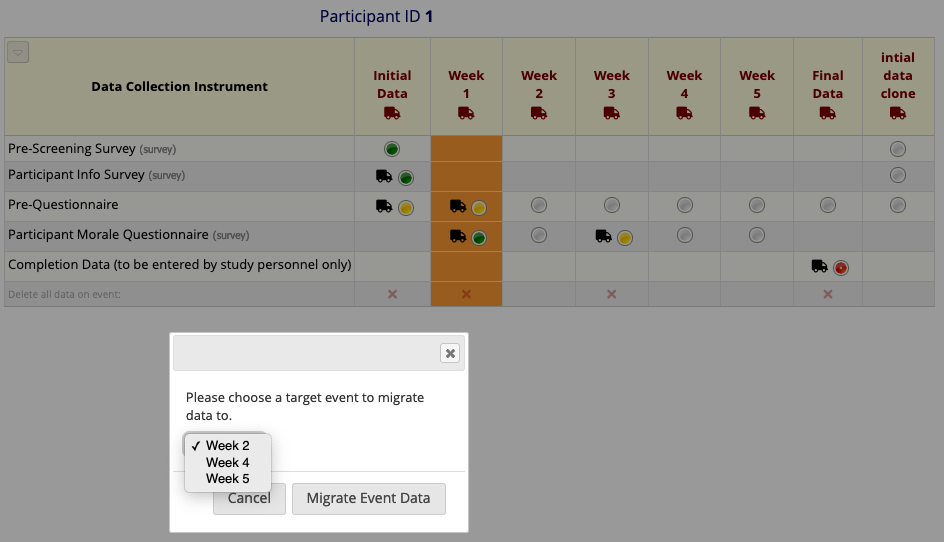 Participant ID 1
Data Collection Instrument
Initial Data
Week 1
Week 2
Week 3
Week 4
Week 5
Final Data
intial data clone
Pre-Screening Survey (survey)
Participant Info Survey (survey)
Pre-Questionnaire
Participant Morale Questionnaire (survey)
Completion Data (to be entered by study personnel only)
Delete all data on event:
Please choose a target event to migrate
data to.
✓ Week 2
Week 4
Week 5
Cancel
Migrate Event Data